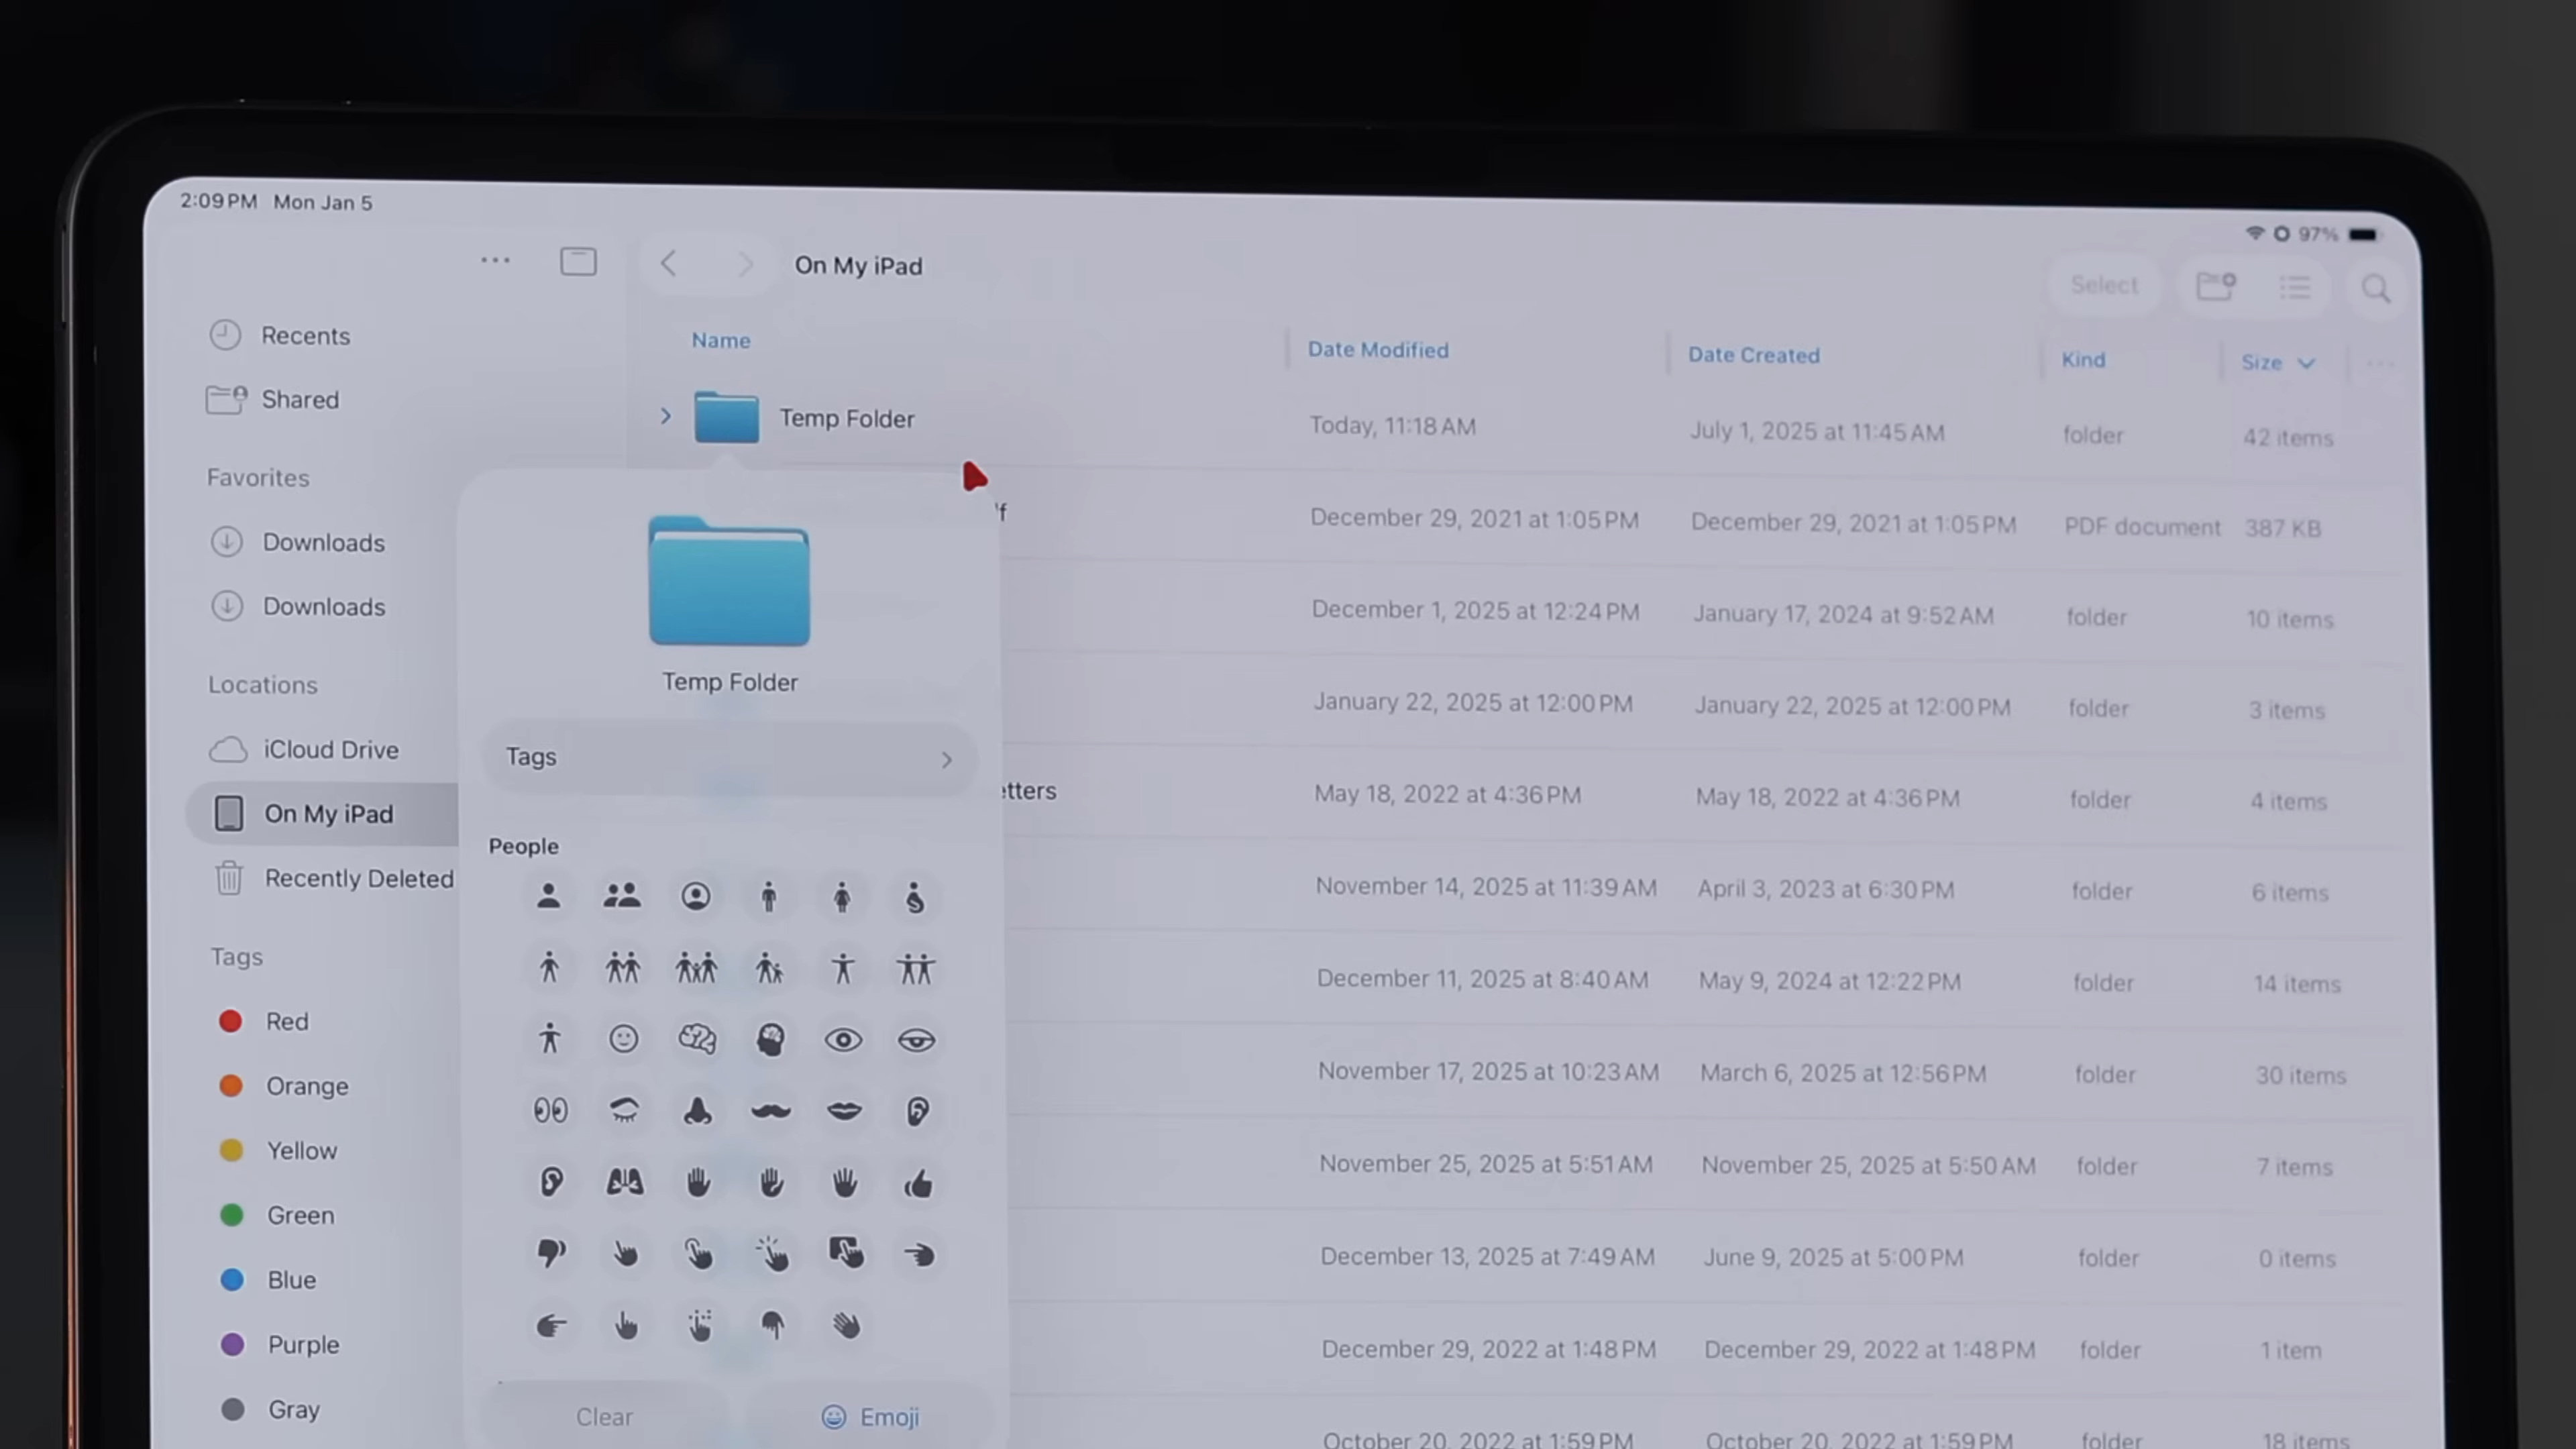 2:09 PM Mon Jan 5
97%
On My iPad
Select
Recents
Shared
Favorites
Downloads
Downloads
Locations
iCloud Drive
On My iPad
Recently Deleted
Tags
Red
Orange
Yellow
Green
Blue
Purple
Gray
Name Date Modified Date Created Kind Size
Temp Folder Today, 11:18 AM July 1, 2025 at 11:45 AM folder 42 items
December 29, 2021 at 1:05 PM December 29, 2021 at 1:05 PM PDF document 387 KB
December 1, 2025 at 12:24 PM January 17, 2024 at 9:52 AM folder 10 items
January 22, 2025 at 12:00 PM January 22, 2025 at 12:00 PM folder 3 items
etters May 18, 2022 at 4:36 PM May 18, 2022 at 4:36 PM folder 4 items
November 14, 2025 at 11:39 AM April 3, 2023 at 6:30 PM folder 6 items
December 11, 2025 at 8:40 AM May 9, 2024 at 12:22 PM folder 14 items
November 17, 2025 at 10:23 AM March 6, 2025 at 12:56 PM folder 30 items
November 25, 2025 at 5:51 AM November 25, 2025 at 5:50 AM folder 7 items
December 13, 2025 at 7:49 AM June 9, 2025 at 5:00 PM folder 0 items
December 29, 2022 at 1:48 PM December 29, 2022 at 1:48 PM folder 1 item
October 20, 2022 at 1:59 PM October 20, 2022 at 1:59 PM folder 18 items
Temp Folder
Tags
People
Clear
Emoji